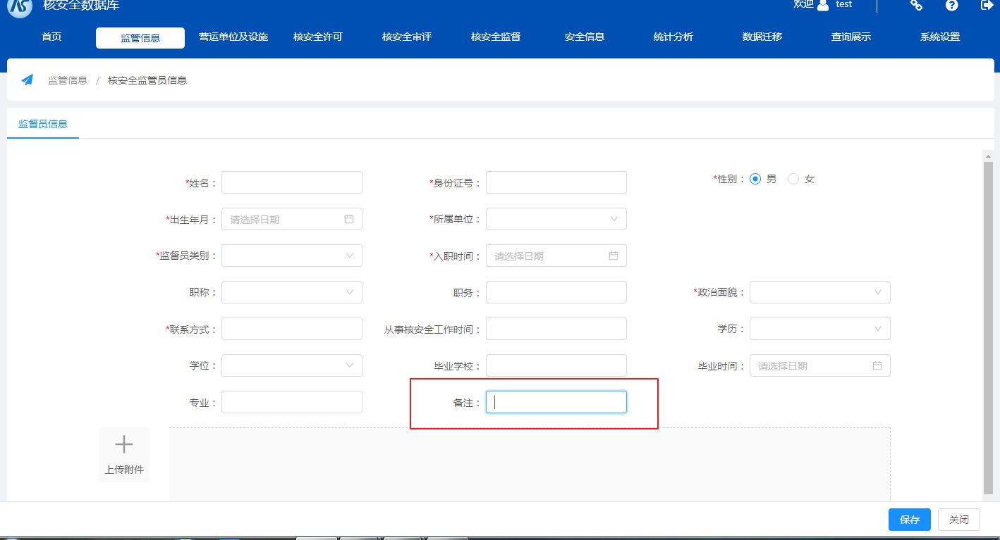 核安全数据库
欢迎 test
首页 监管信息 营运单位及设施 核安全许可 核安全审评 核安全监督 安全信息 统计分析 数据迁移 查询展示 系统设置
监管信息 / 核安全监管员信息
监督员信息
*姓名： *身份证号： *性别： 男 女
*出生年月： 请选择日期 *所属单位：
*监督员类别： *入职时间： 请选择日期
职称： 职务： *政治面貌：
*联系方式： 从事核安全工作时间： 学历：
学位： 毕业学校： 毕业时间： 请选择日期
专业： 备注：
上传附件
保存 关闭